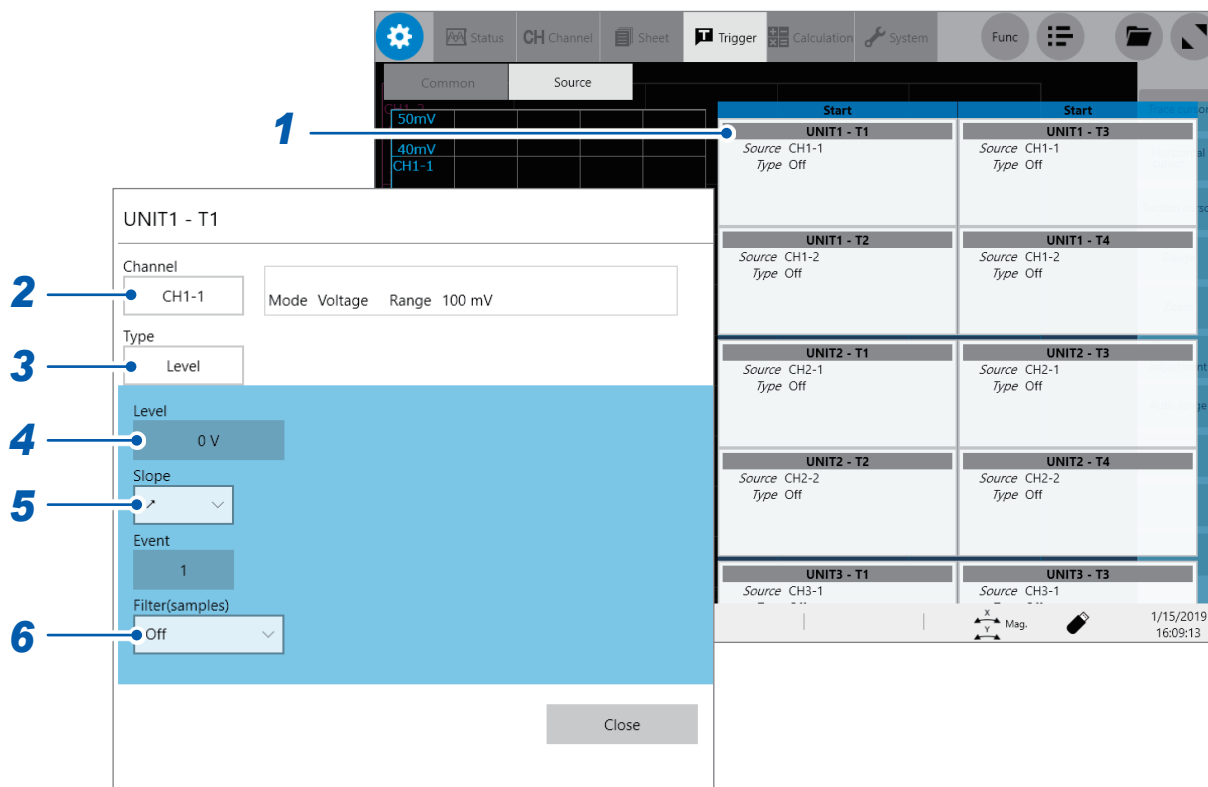 Status
CH Channel
Sheet
Trigger
Calculation
System
Func
Common
Source
50mV
40mV
CH1-1
Start
Start
1
UNIT1 - T1
Source CH1-1
Type Off
UNIT1 - T3
Source CH1-1
Type Off
UNIT1 - T2
Source CH1-2
Type Off
UNIT1 - T4
Source CH1-2
Type Off
UNIT2 - T1
Source CH2-1
Type Off
UNIT2 - T3
Source CH2-1
Type Off
UNIT2 - T2
Source CH2-2
Type Off
UNIT2 - T4
Source CH2-2
Type Off
UNIT3 - T1
Source CH3-1
UNIT3 - T3
Source CH3-1
X
Y
Mag.
1/15/2019
16:09:13
UNIT1 - T1
Channel
2
CH1-1
Mode Voltage Range 100 mV
Type
3
Level
Level
4
0 V
Slope
5
↗
Event
1
Filter(samples)
6
Off
Close